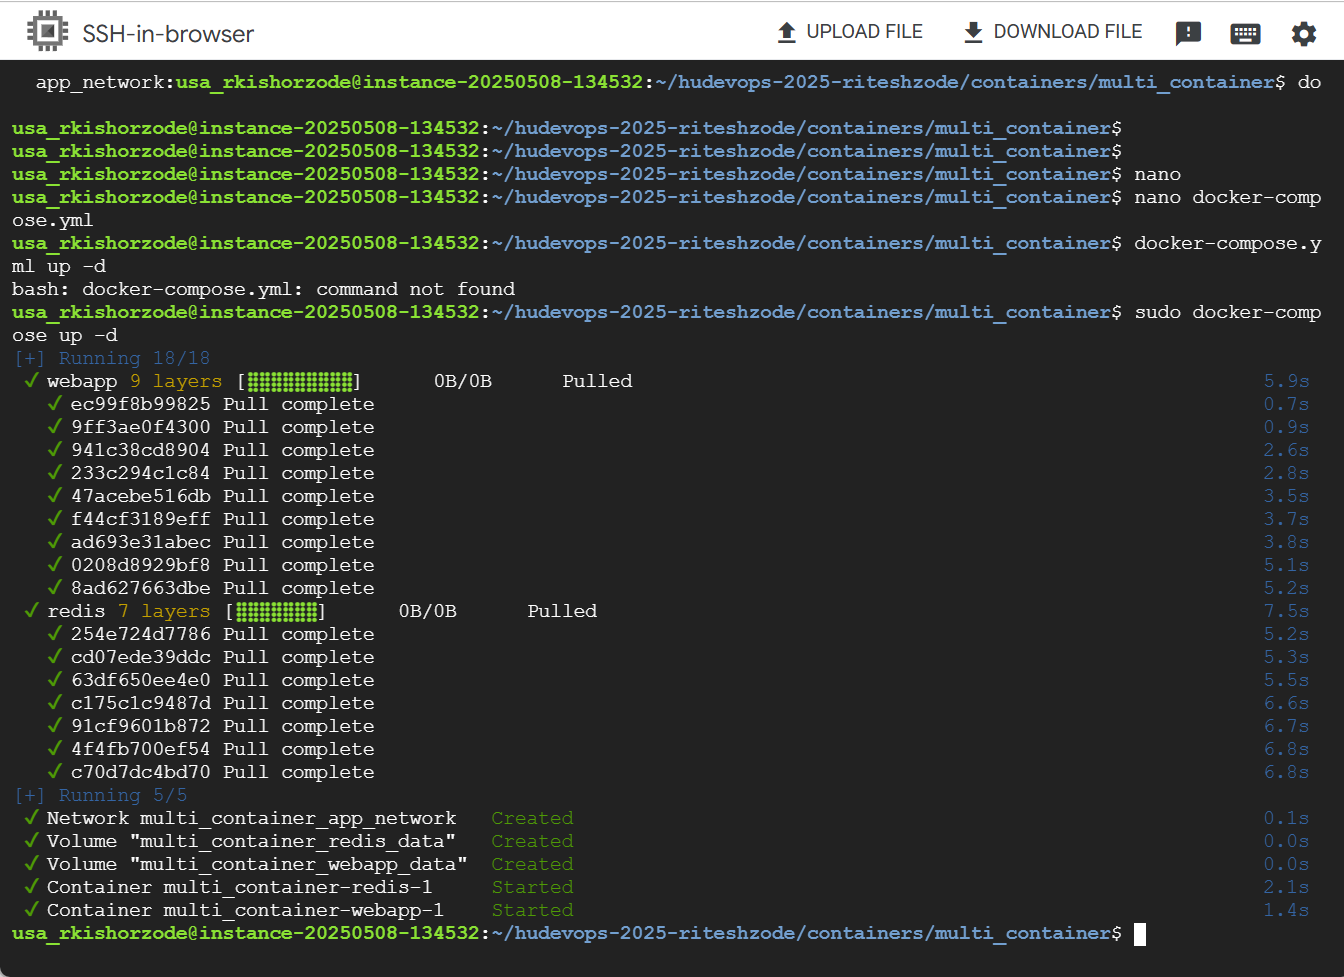 SSH-in-browser UPLOAD FILE DOWNLOAD FILE
app_network:usa_rkishorzode@instance-20250508-134532:~/hudevops-2025-riteshzode/containers/multi_container$ do
usa_rkishorzode@instance-20250508-134532:~/hudevops-2025-riteshzode/containers/multi_container$
usa_rkishorzode@instance-20250508-134532:~/hudevops-2025-riteshzode/containers/multi_container$
usa_rkishorzode@instance-20250508-134532:~/hudevops-2025-riteshzode/containers/multi_container$ nano
usa_rkishorzode@instance-20250508-134532:~/hudevops-2025-riteshzode/containers/multi_container$ nano docker-comp
ose.yml
usa_rkishorzode@instance-20250508-134532:~/hudevops-2025-riteshzode/containers/multi_container$ docker-compose.y
ml up -d
bash: docker-compose.yml: command not found
usa_rkishorzode@instance-20250508-134532:~/hudevops-2025-riteshzode/containers/multi_container$ sudo docker-comp
ose up -d
[+] Running 18/18
✓ webapp 9 layers [⣿⣿⣿⣿⣿⣿⣿⣿⣿] 0B/0B Pulled 5.9s
✓ ec99f8b99825 Pull complete 0.7s
✓ 9ff3ae0f4300 Pull complete 0.9s
✓ 941c38cd8904 Pull complete 2.6s
✓ 233c294c1c84 Pull complete 2.8s
✓ 47acebe516db Pull complete 3.5s
✓ f44cf3189eff Pull complete 3.7s
✓ ad693e31abec Pull complete 3.8s
✓ 0208d8929bf8 Pull complete 5.1s
✓ 8ad627663dbe Pull complete 5.2s
✓ redis 7 layers [⣿⣿⣿⣿⣿⣿⣿] 0B/0B Pulled 7.5s
✓ 254e724d7786 Pull complete 5.2s
✓ cd07ede39ddc Pull complete 5.3s
✓ 63df650ee4e0 Pull complete 5.5s
✓ c175c1c9487d Pull complete 6.6s
✓ 91cf9601b872 Pull complete 6.7s
✓ 4f4fb700ef54 Pull complete 6.8s
✓ c70d7dc4bd70 Pull complete 6.8s
[+] Running 5/5
✓ Network multi_container_app_network Created 0.1s
✓ Volume "multi_container_redis_data" Created 0.0s
✓ Volume "multi_container_webapp_data" Created 0.0s
✓ Container multi_container-redis-1 Started 2.1s
✓ Container multi_container-webapp-1 Started 1.4s
usa_rkishorzode@instance-20250508-134532:~/hudevops-2025-riteshzode/containers/multi_container$